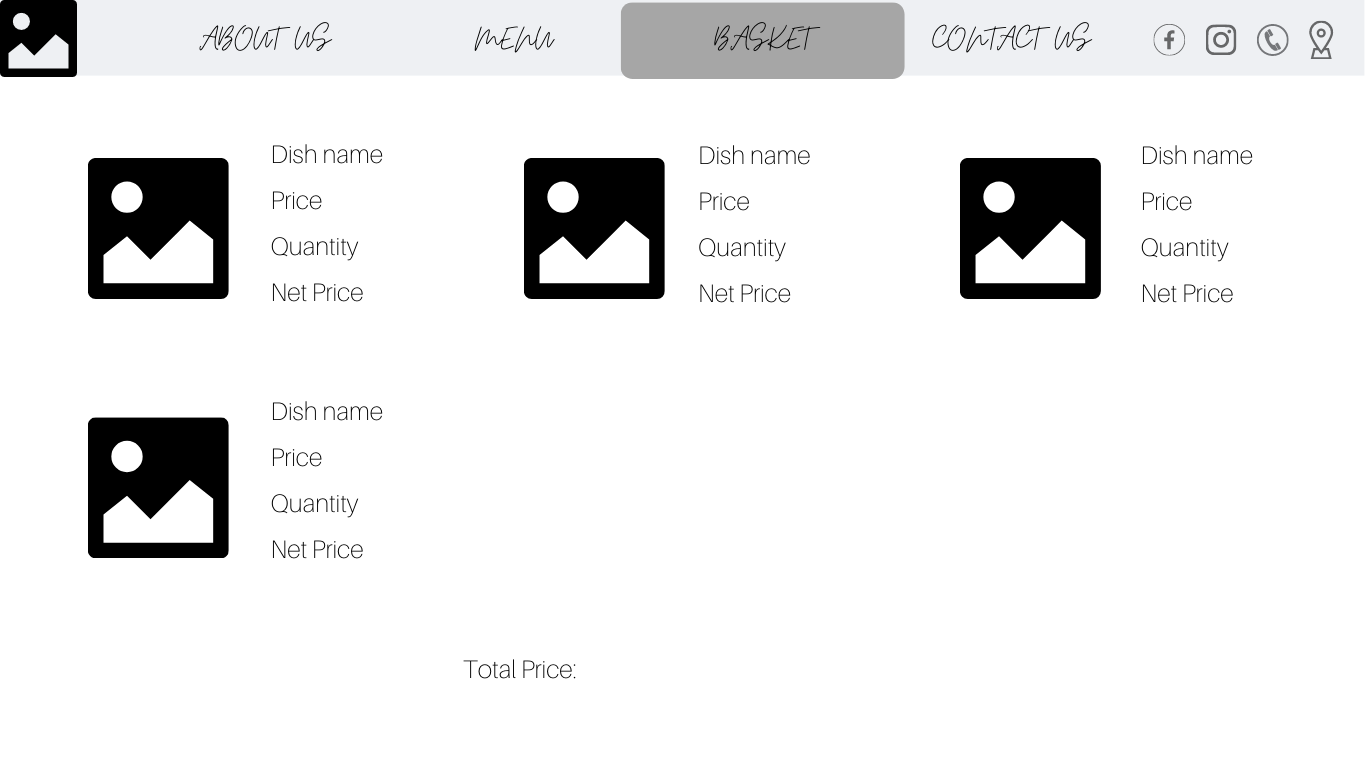 ABOUT US
MENU
BASKET
CONTACT US
Dish name
Price
Quantity
Net Price
Dish name
Price
Quantity
Net Price
Dish name
Price
Quantity
Net Price
Dish name
Price
Quantity
Net Price
Total Price: